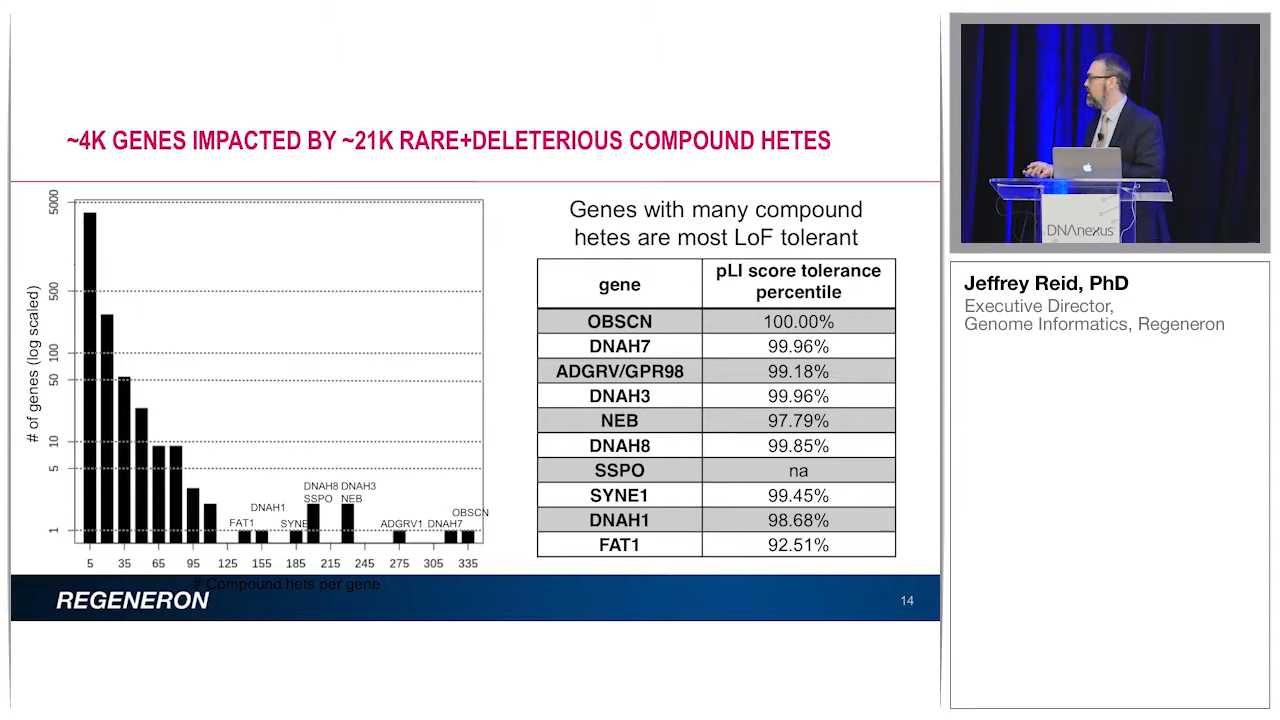 ~4K GENES IMPACTED BY ~21K RARE+DELETERIOUS COMPOUND HETES
# of genes (log scaled)
5000
500
100
50
10
5
1
DNAH8 DNAH3
SSPO NEB
DNAH1
OBSCN
FAT1
SYNE
ADGRV1 DNAH7
5 35 65 95 125 155 185 215 245 275 305 335
# Compound hets per gene
Genes with many compound
hetes are most LoF tolerant
gene pLI score tolerance percentile
OBSCN 100.00%
DNAH7 99.96%
ADGRV/GPR98 99.18%
DNAH3 99.96%
NEB 97.79%
DNAH8 99.85%
SSPO na
SYNE1 99.45%
DNAH1 98.68%
FAT1 92.51%
REGENERON
14
DNAnexus
Jeffrey Reid, PhD
Executive Director,
Genome Informatics, Regeneron